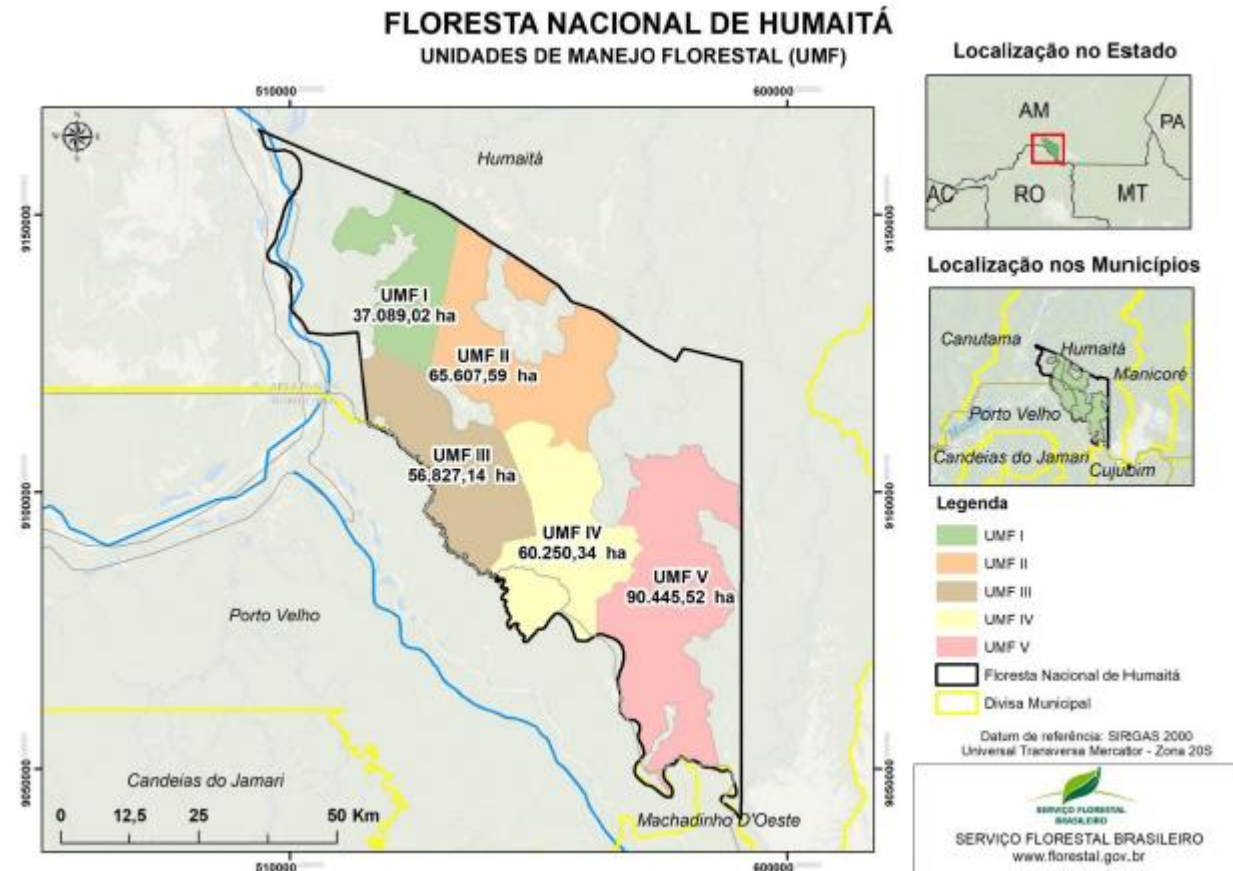 FLORESTA NACIONAL DE HUMAITÁ
UNIDADES DE MANEJO FLORESTAL (UMF)
510000
600000
9150000
9100000
9050000
Humaitá
UMF I
37.089,02 ha
UMF II
65.607,59 ha
UMF III
56.827,14 ha
UMF IV
60.250,34 ha
UMF V
90.445,52 ha
Porto Velho
Candeias do Jamari
Machadinho D'Oeste
0 12,5 25 50 Km
9150000
9100000
9050000
510000
600000
Localização no Estado
AM
PA
AC
RO
MT
Localização nos Municípios
Canutama
Humaitá
Manicoré
Porto Velho
Candeias do Jamari
Cujubim
Legenda
UMF I
UMF II
UMF III
UMF IV
UMF V
Floresta Nacional de Humaitá
Divisa Municipal
Datum de referência: SIRGAS 2000
Universal Transversa Mercator - Zona 20S
SERVIÇO FLORESTAL
BRASILEIRO
SERVIÇO FLORESTAL BRASILEIRO
www.florestal.gov.br